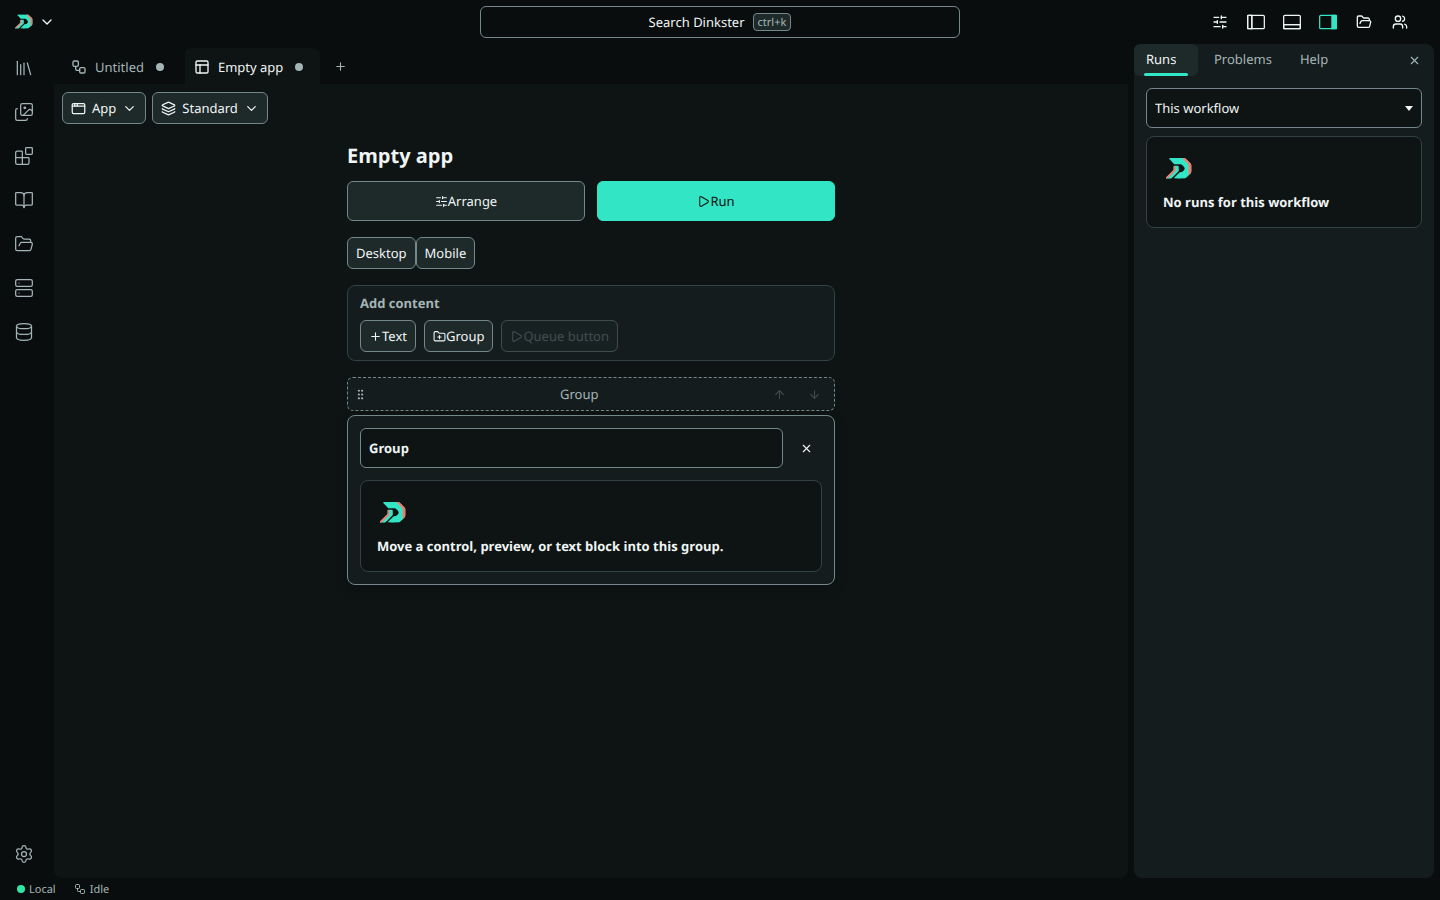 Search Dinkster ctrl+k
Untitled
Empty app
Runs
Problems
Help
App
Standard
This workflow
Empty app
Arrange
Run
No runs for this workflow
Desktop
Mobile
Add content
Text
Group
Queue button
Group
Group
Move a control, preview, or text block into this group.
Local
Idle